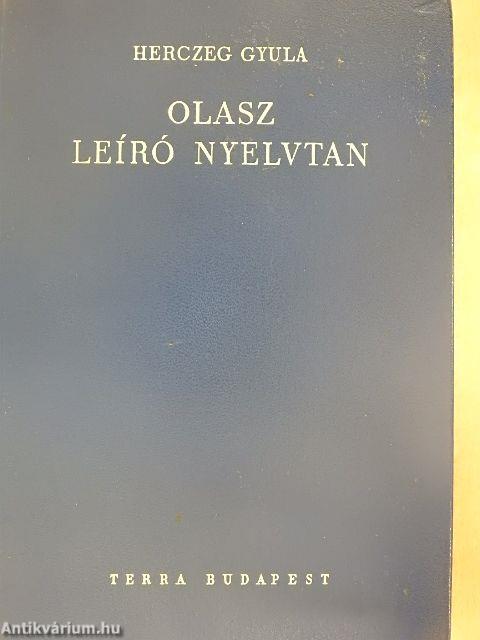 HERCZEG GYULA
OLASZ
LEÍRÓ NYELVTAN
TERRA BUDAPEST
Antikvárium.hu